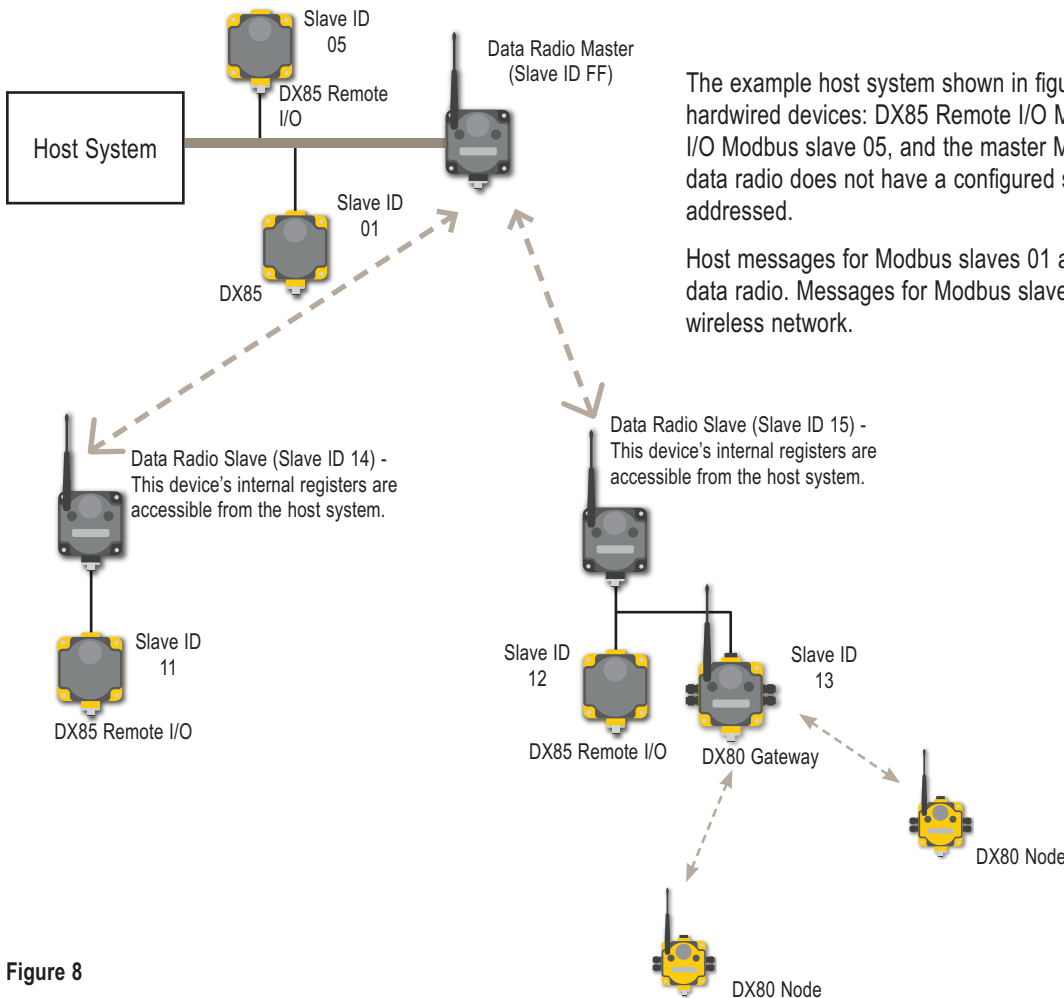 Slave ID
05
Data Radio Master
(Slave ID FF)
DX85 Remote
I/O
Host System
Slave ID
01
DX85
The example host system shown in
hardwired devices: DX85 Remote I/O
I/O Modbus slave 05, and the master
data radio does not have a configured
addressed.
Host messages for Modbus slaves 01
data radio. Messages for Modbus
wireless network.
Data Radio Slave (Slave ID 14) -
This device's internal registers are
accessible from the host system.
Slave ID
11
DX85 Remote I/O
Data Radio Slave (Slave ID 15) -
This device's internal registers are
accessible from the host system.
Slave ID
12
DX85 Remote I/O
Slave ID
13
DX80 Gateway
DX80 Node
DX80 Node
Figure 8